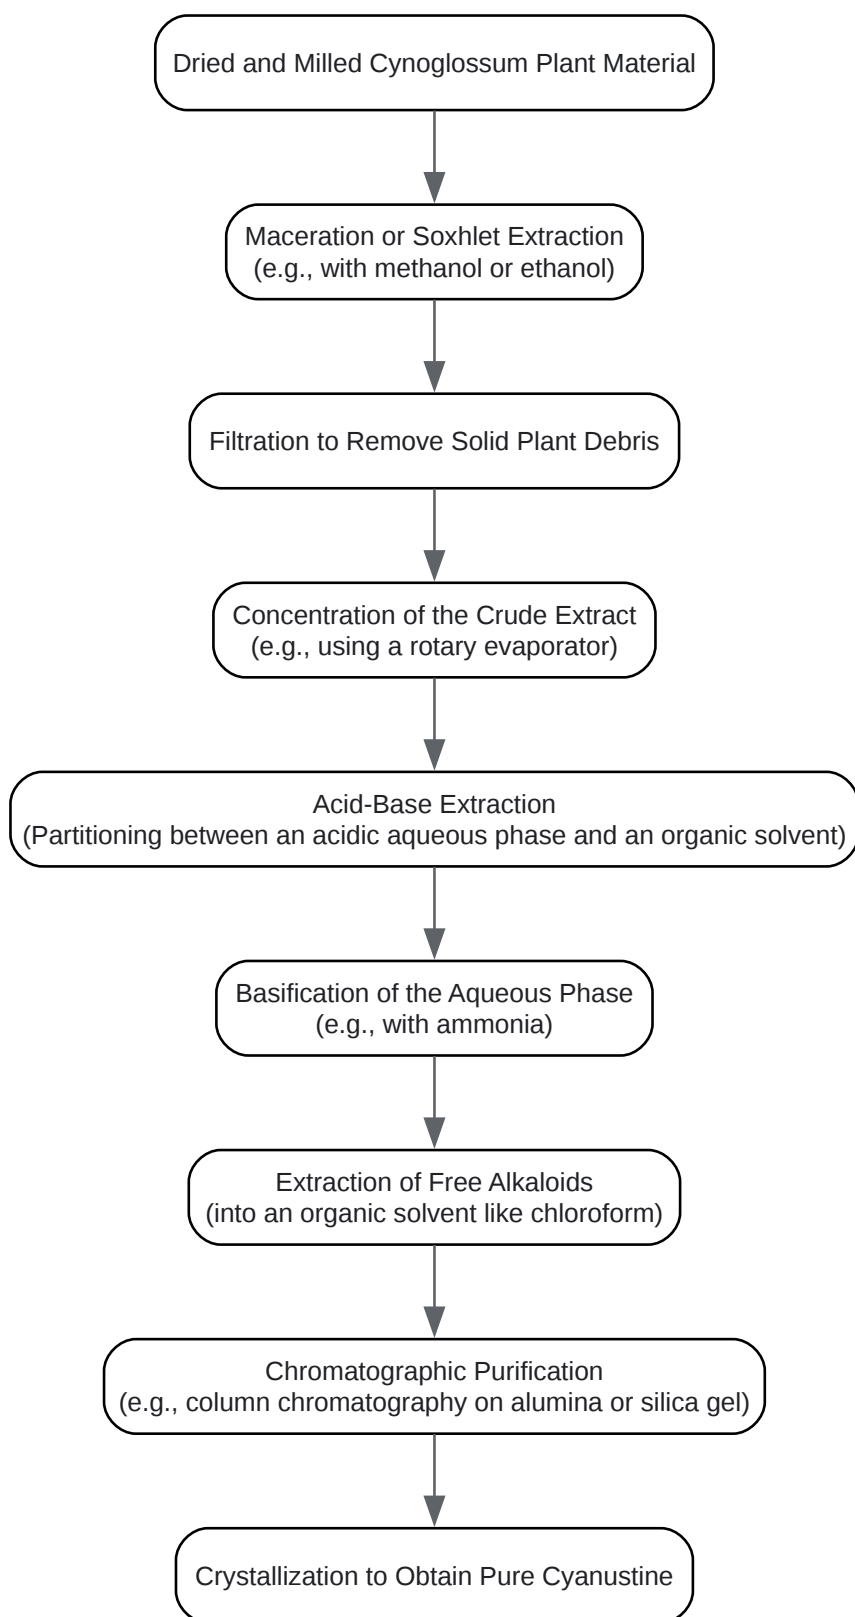 Dried and Milled Cynoglossum Plant Material
Maceration or Soxhlet Extraction
(e.g., with methanol or ethanol)
Filtration to Remove Solid Plant Debris
Concentration of the Crude Extract
(e.g., using a rotary evaporator)
Acid-Base Extraction
(Partitioning between an acidic aqueous phase and an organic solvent)
Basification of the Aqueous Phase
(e.g., with ammonia)
Extraction of Free Alkaloids
(into an organic solvent like chloroform)
Chromatographic Purification
(e.g., column chromatography on alumina or silica gel)
Crystallization to Obtain Pure Cyanustine